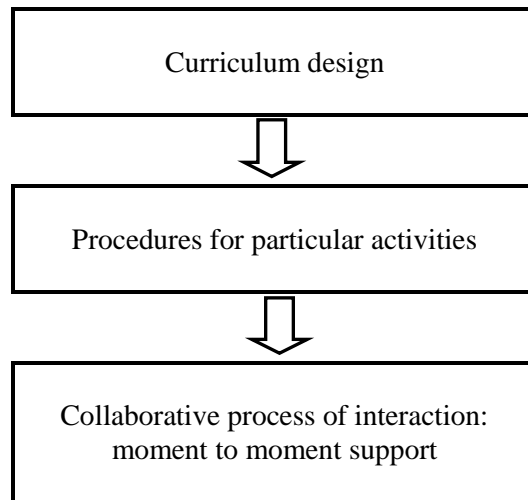 Curriculum design
Procedures for particular activities
Collaborative process of interaction:
moment to moment support